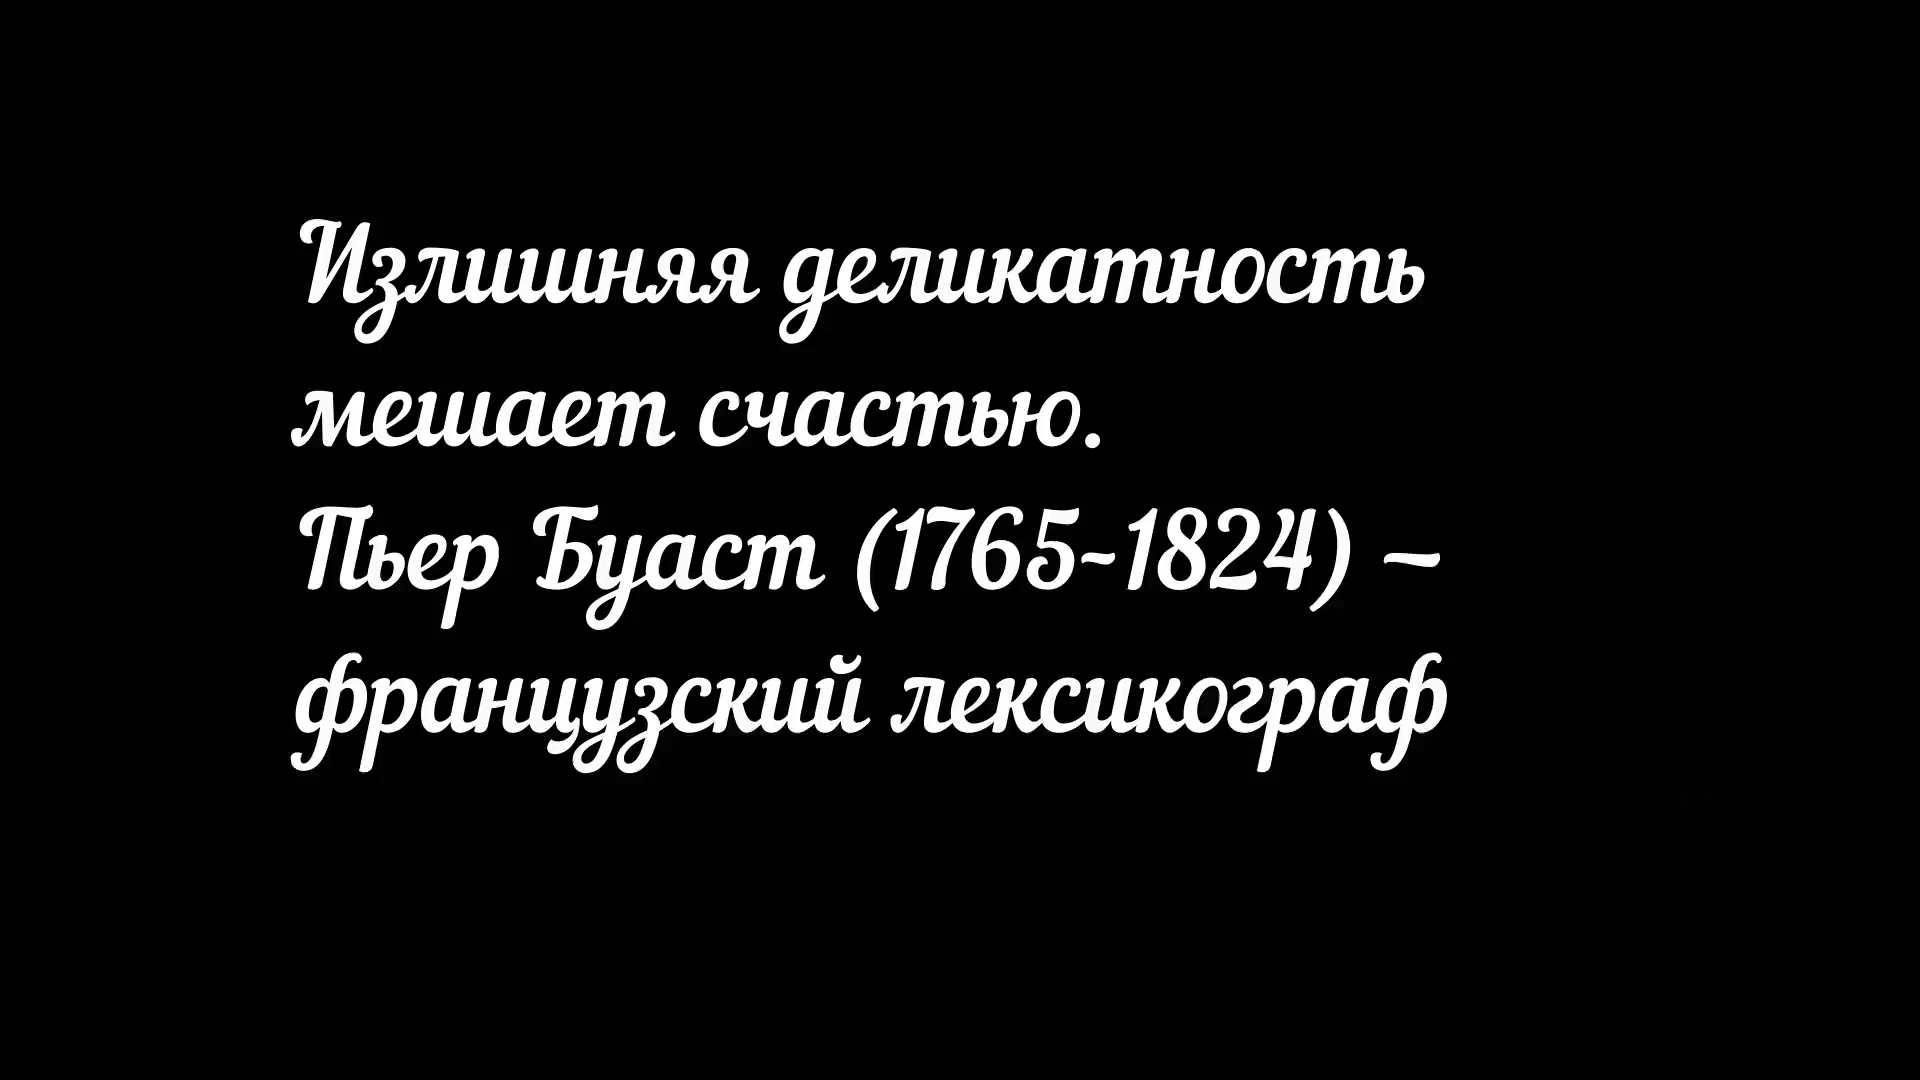 Излишняя деликатность
мешает счастью.
Пьер Буаст (1765-1824) –
французский лексикограф